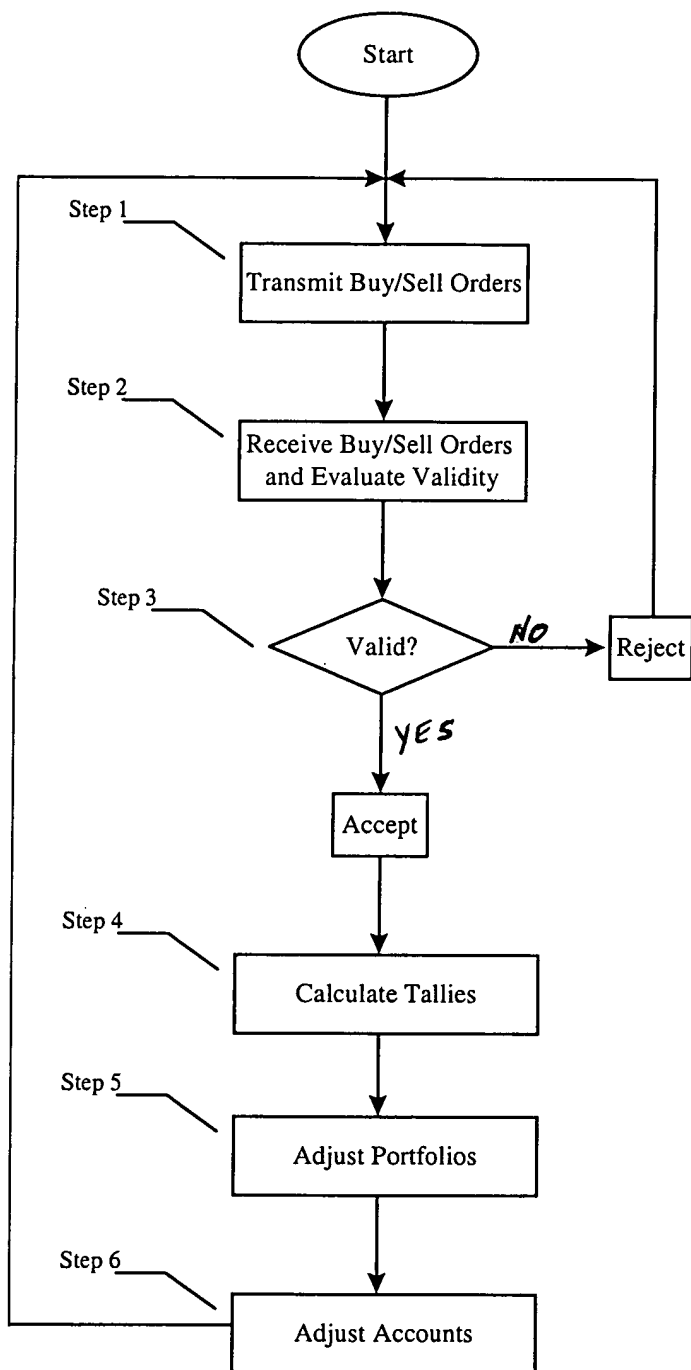 Start
Step 1
Transmit Buy/Sell Orders
Step 2
Receive Buy/Sell Orders
and Evaluate Validity
Step 3
Valid?
NO
Reject
YES
Accept
Step 4
Calculate Tallies
Step 5
Adjust Portfolios
Step 6
Adjust Accounts